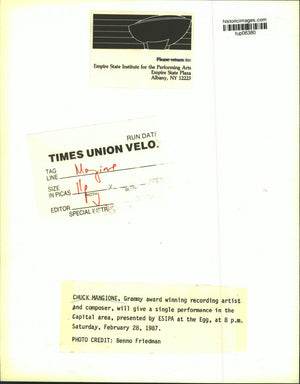 historicimages.com
tup06380
Please return to:
Empire State Institute for the Performing Arts
Empire State Plaza
Albany, NY 12223
RUN DATE
TIMES UNION VELO
TAG
LINE Mangione
SIZE
IN PICAS
EDITOR
SPECIAL INSTR
CHUCK MANGIONE, Grammy award winning recording artist
and composer, will give a single performance in the
Capital area, presented by ESIPA at the Egg, at 8 p.m.
Saturday, February 28, 1987.
PHOTO CREDIT: Benno Friedman